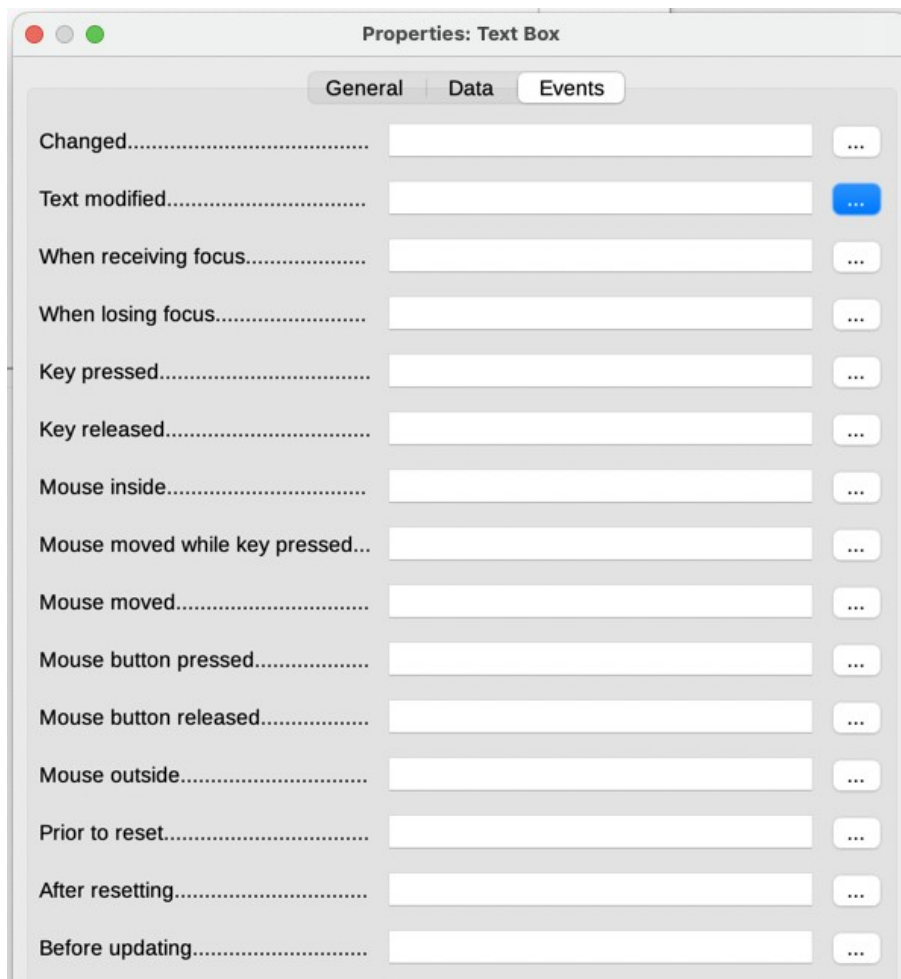 Properties: Text Box
General Data Events
Changed........................................ ...
Text modified................................. ...
When receiving focus.................... ...
When losing focus......................... ...
Key pressed................................... ...
Key released.................................. ...
Mouse inside................................. ...
Mouse moved while key pressed... ...
Mouse moved................................ ...
Mouse button pressed................... ...
Mouse button released.................. ...
Mouse outside............................... ...
Prior to reset.................................. ...
After resetting................................ ...
Before updating............................. ...